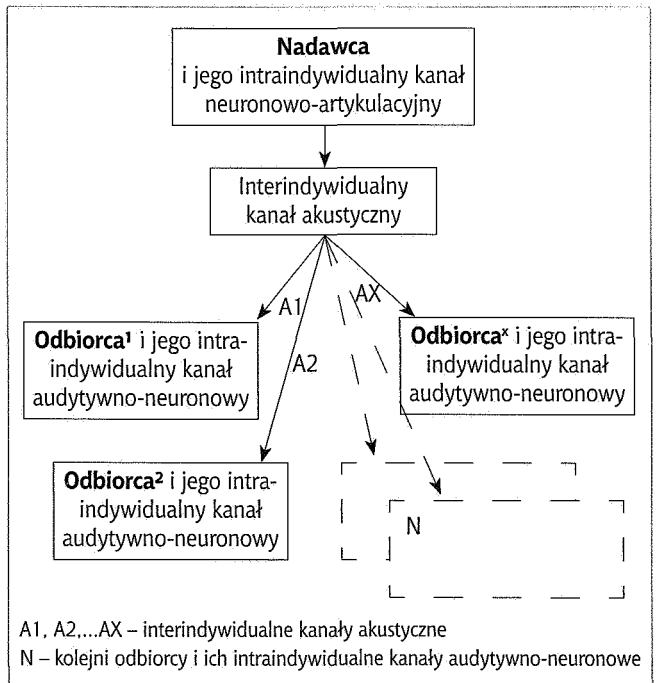 Nadawca
i jego intraindywidualny kanał
neuronowo-artykulacyjny
Interindywidualny
kanał akustyczny
A1
AX
A2
Odbiorca¹ i jego intra-
indywidualny kanał
audytywno-neuronowy
Odbiorcaˣ i jego intra-
indywidualny kanał
audytywno-neuronowy
Odbiorca² i jego intra-
indywidualny kanał
audytywno-neuronowy
N
A1, A2,...AX – interindywidualne kanały akustyczne
N – kolejni odbiorcy i ich intraindywidualne kanały audytywno-neuronowe